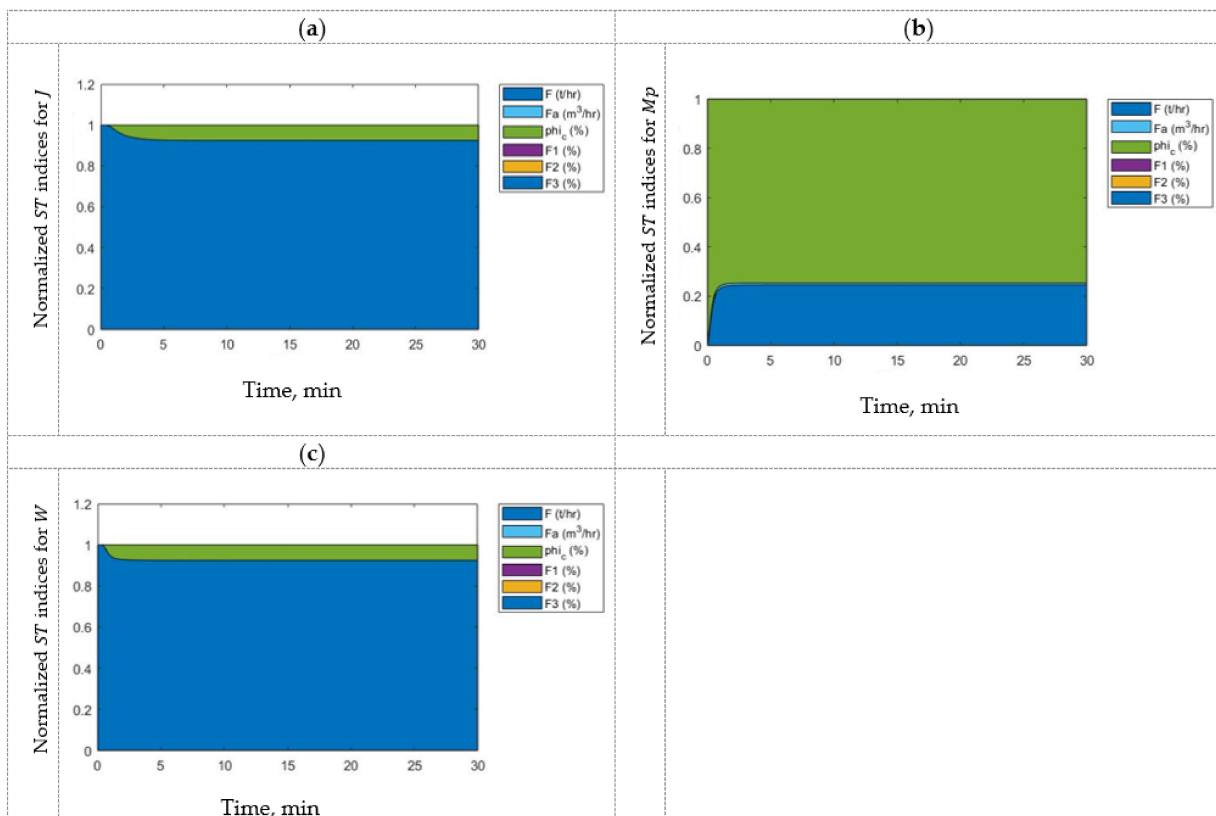 (a)
Normalized ST indices for J
1.2
1
0.8
0.6
0.4
0.2
0
0 5 10 15 20 25 30
Time, min
F (t/hr)
Fa (m³/hr)
phi_c (%)
F1 (%)
F2 (%)
F3 (%)
(b)
Normalized ST indices for Mp
1
0.8
0.6
0.4
0.2
0
0 5 10 15 20 25 30
Time, min
F (t/hr)
Fa (m³/hr)
phi_c (%)
F1 (%)
F2 (%)
F3 (%)
(c)
Normalized ST indices for W
1.2
1
0.8
0.6
0.4
0.2
0
0 5 10 15 20 25 30
Time, min
F (t/hr)
Fa (m³/hr)
phi_c (%)
F1 (%)
F2 (%)
F3 (%)